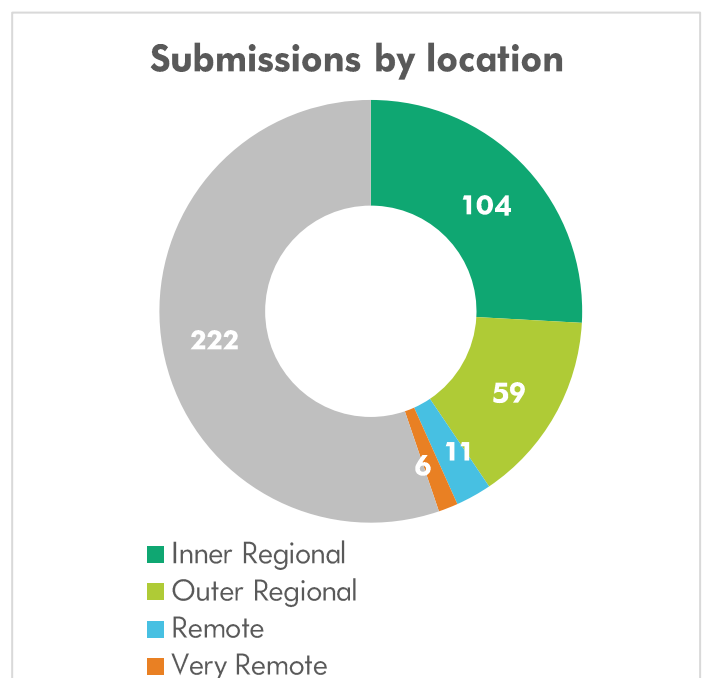 Submissions by location
104
222
59
11
6
Inner Regional
Outer Regional
Remote
Very Remote